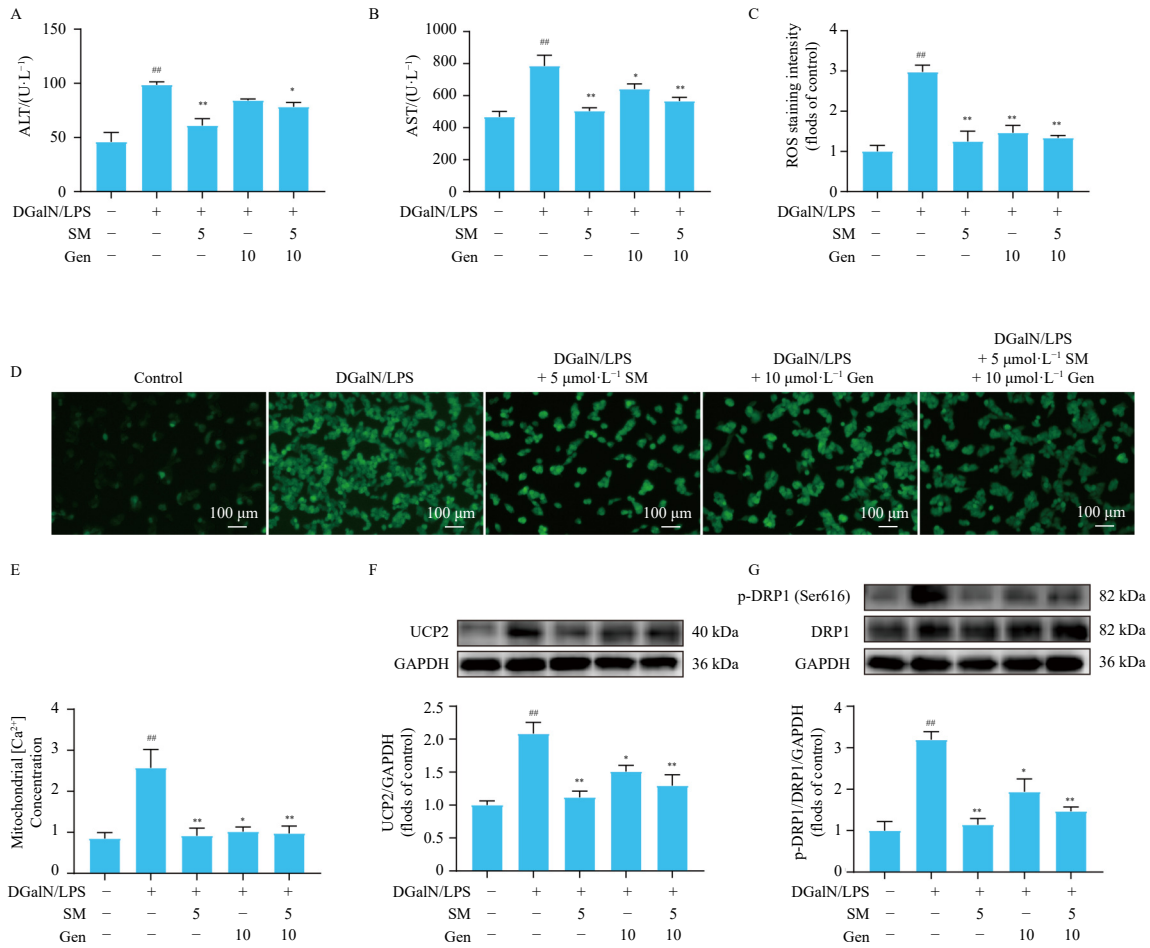 A
ALT/(U·L⁻¹)
150
100
50
0
##
**
*
DGalN/LPS – + + + +
SM – – 5 – 5
Gen – – – 10 10
B
AST/(U·L⁻¹)
1000
800
600
400
200
0
##
**
*
**
DGalN/LPS – + + + +
SM – – 5 – 5
Gen – – – 10 10
C
ROS staining intensity
(flods of control)
4
3
2
1
0
##
**
**
**
DGalN/LPS – + + + +
SM – – 5 – 5
Gen – – – 10 10
D
Control
DGalN/LPS
DGalN/LPS
+ 5 μmol·L⁻¹ SM
DGalN/LPS
+ 10 μmol·L⁻¹ Gen
DGalN/LPS
+ 5 μmol·L⁻¹ SM
+ 10 μmol·L⁻¹ Gen
100 μm
100 μm
100 μm
100 μm
100 μm
E
Mitochondrial [Ca²⁺]
Concentration
4
3
2
1
0
##
**
*
**
DGalN/LPS – + + + +
SM – – 5 – 5
Gen – – – 10 10
F
UCP2 40 kDa
GAPDH 36 kDa
UCP2/GAPDH
(flods of control)
2.5
2.0
1.5
1.0
0.5
0.0
##
**
*
**
DGalN/LPS – + + + +
SM – – 5 – 5
Gen – – – 10 10
G
p-DRP1 (Ser616) 82 kDa
DRP1 82 kDa
GAPDH 36 kDa
p-DRP1/DRP1/GAPDH
(flods of control)
4
3
2
1
0
##
**
*
**
DGalN/LPS – + + + +
SM – – 5 – 5
Gen – – – 10 10